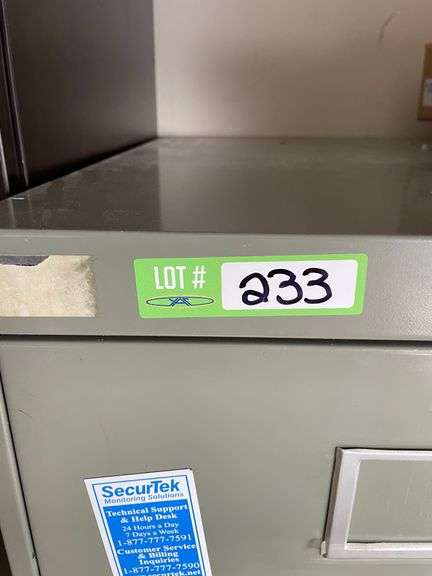 LOT #
233
SecurTek
Monitoring Solutions
Technical Support
& Help Desk
24 Hours a Day
7 Days a Week
1-877-777-7591
Customer Service
& Billing
Inquiries
1-877-777-7590